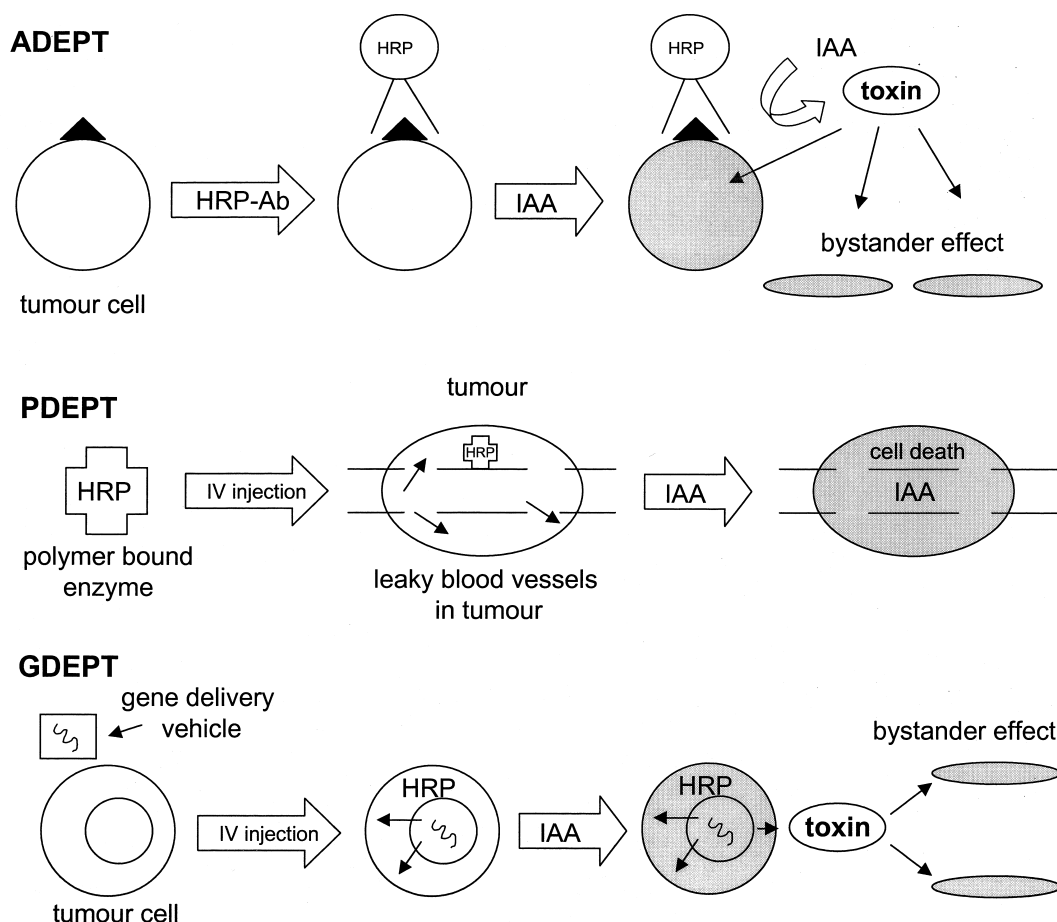 ADEPT
HRP
HRP
IAA
toxin
HRP-Ab
IAA
bystander effect
tumour cell
tumour
PDEPT
HRP
IV injection
HRP
IAA
cell death
IAA
polymer bound
enzyme
leaky blood vessels
in tumour
GDEPT
gene delivery
vehicle
bystander effect
HRP
HRP
IV injection
IAA
toxin
tumour cell